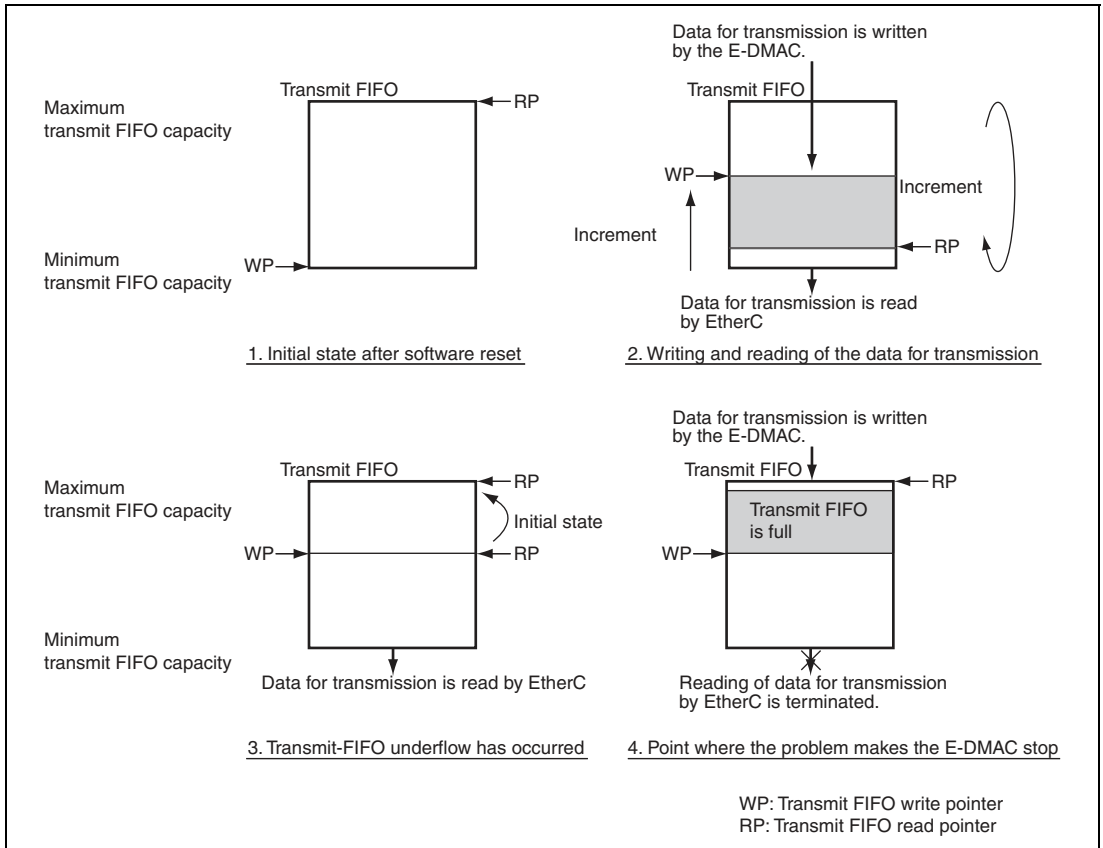 Transmit FIFO
RP
Maximum
transmit FIFO capacity
Minimum
transmit FIFO capacity
WP
1. Initial state after software reset
Data for transmission is written
by the E-DMAC.
Transmit FIFO
WP
Increment
Increment
RP
Data for transmission is read
by EtherC
2. Writing and reading of the data for transmission
Transmit FIFO
RP
Maximum
transmit FIFO capacity
Initial state
WP
RP
Minimum
transmit FIFO capacity
Data for transmission is read by EtherC
3. Transmit-FIFO underflow has occurred
Data for transmission is written
by the E-DMAC.
Transmit FIFO
RP
Transmit FIFO
is full
WP
Reading of data for transmission
by EtherC is terminated.
4. Point where the problem makes the E-DMAC stop
WP: Transmit FIFO write pointer
RP: Transmit FIFO read pointer